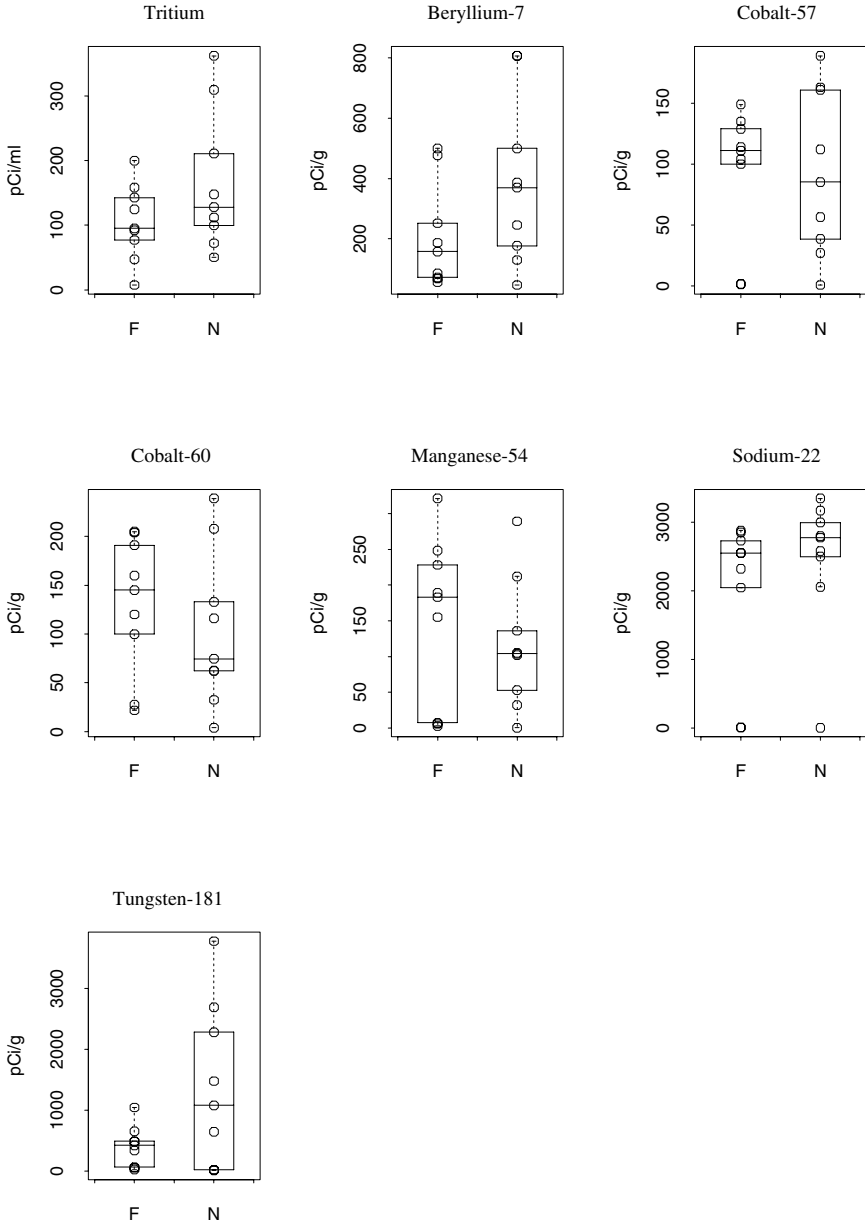 Tritium
pCi/ml
0 100 200 300
F N
Beryllium-7
pCi/g
200 400 600 800
F N
Cobalt-57
pCi/g
0 50 100 150
F N
Cobalt-60
pCi/g
0 50 100 150 200
F N
Manganese-54
pCi/g
0 50 150 250
F N
Sodium-22
pCi/g
0 1000 2000 3000
F N
Tungsten-181
pCi/g
0 1000 2000 3000
F N